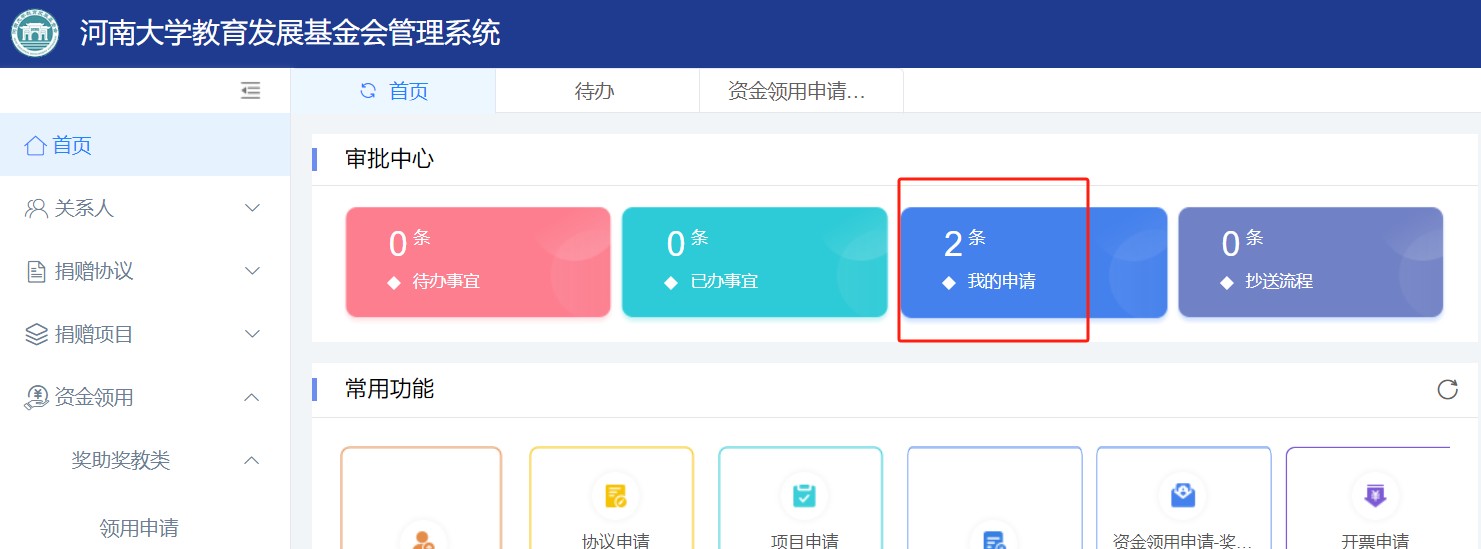 河南大学教育发展基金会管理系统
首页
待办
资金领用申请...
首页
关系人
捐赠协议
捐赠项目
资金领用
奖助奖教类
领用申请
审批中心
0 条
待办事宜
0 条
已办事宜
2 条
我的申请
0 条
抄送流程
常用功能
协议申请
项目申请
资金领用申请-奖...
开票申请